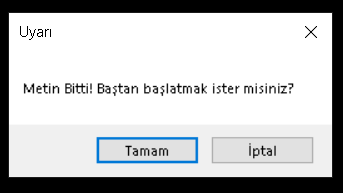 Uyarı
Metin Bitti! Baştan başlatmak ister misiniz?
Tamam
İptal